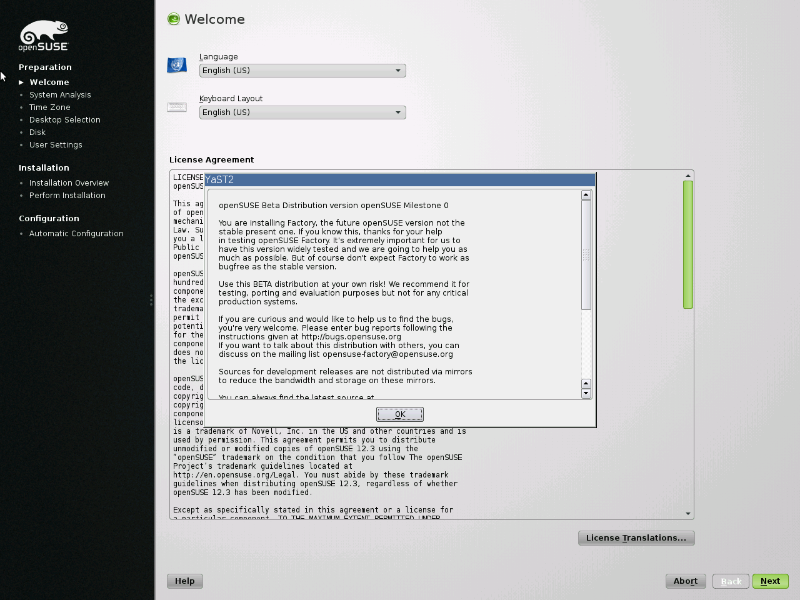 openSUSE
Preparation
Welcome
System Analysis
Time Zone
Desktop Selection
Disk
User Settings
Installation
Installation Overview
Perform Installation
Configuration
Automatic Configuration
Welcome
Language
English (US)
Keyboard Layout
English (US)
License Agreement
LICENSE
openSUS
This ag
of open
mechani
Law. Su
you a l
Public
openSUS
openSUS
hundred
compone
the exc
tradema
permit
potenti
for the
compone
does no
the lic
openSUS
code, d
copyrig
copyrig
compone
license
is a trademark of Novell, Inc. in the US and other countries and is
used by permission. This agreement permits you to distribute
unmodified or modified copies of openSUSE 12.3 using the
"openSUSE" trademark on the condition that you follow The openSUSE
Project's trademark guidelines located at
http://en.opensuse.org/Legal. You must abide by these trademark
guidelines when distributing openSUSE 12.3, regardless of whether
openSUSE 12.3 has been modified.
Except as specifically stated in this agreement or a license for
a particular component, TO THE MAXIMUM EXTENT PERMITTED UNDER
YaST2
openSUSE Beta Distribution version openSUSE Milestone 0
You are installing Factory, the future openSUSE version not the
stable present one. If you know this, thanks for your help
in testing openSUSE Factory. It's extremely important for us to
have this version widely tested and we are going to help you as
much as possible. But of course don't expect Factory to work as
bugfree as the stable version.
Use this BETA distribution at your own risk! We recommend it for
testing, porting and evaluation purposes but not for any critical
production systems.
If you are curious and would like to help us to find the bugs,
you're very welcome. Please enter bug reports following the
instructions given at http://bugs.opensuse.org
If you want to talk about this distribution with others, you can
discuss on the mailing list opensuse-factory@opensuse.org
Sources for development releases are not distributed via mirrors
to reduce the bandwidth and storage on these mirrors.
You can always find the latest source at
OK
License Translations...
Help
Abort
Back
Next